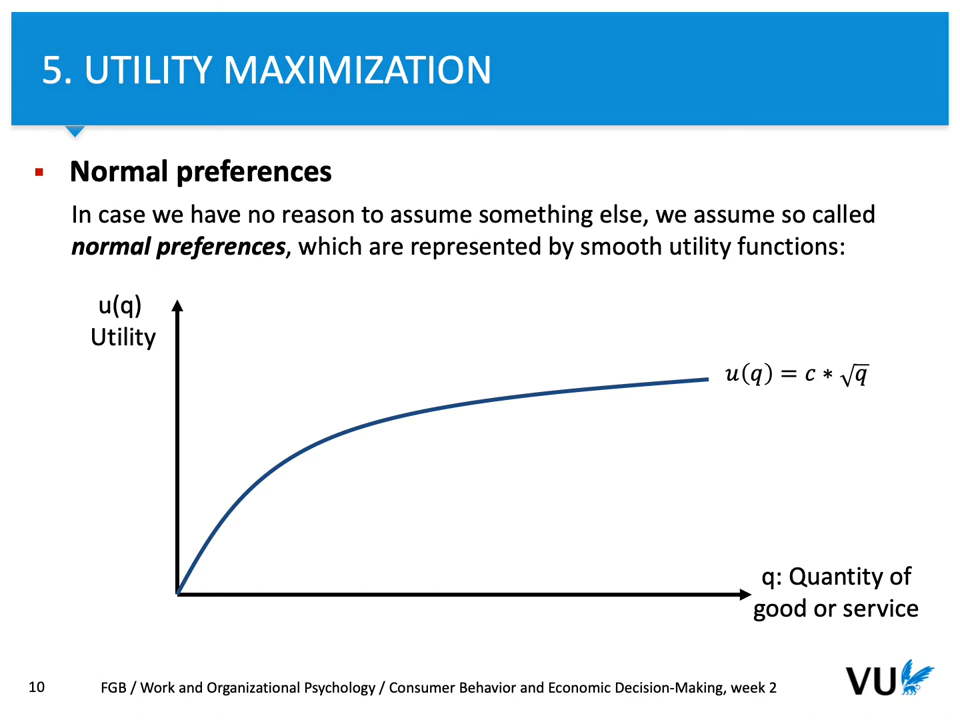 5. UTILITY MAXIMIZATION
▪ Normal preferences
In case we have no reason to assume something else, we assume so called
normal preferences, which are represented by smooth utility functions:
u(q)
Utility
u(q) = c ∗ √q
q: Quantity of
good or service
10 FGB / Work and Organizational Psychology / Consumer Behavior and Economic Decision-Making, week 2
VU